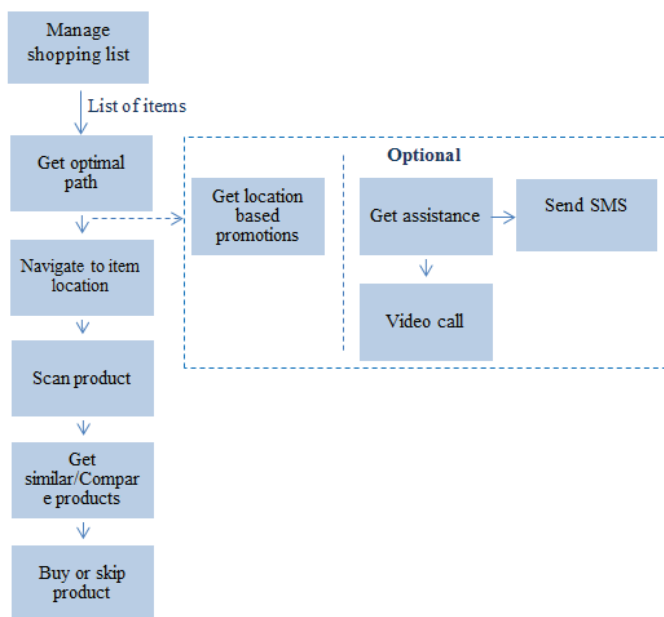 Manage
shopping list
List of items
Get optimal
path
Optional
Get location
based
promotions
Get assistance
Send SMS
Navigate to item
location
Video call
Scan product
Get
similar/Compar
e products
Buy or skip
product